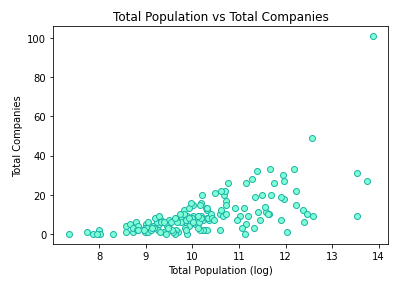 Total Population vs Total Companies
Total Companies
100
80
60
40
20
0
8 9 10 11 12 13 14
Total Population (log)